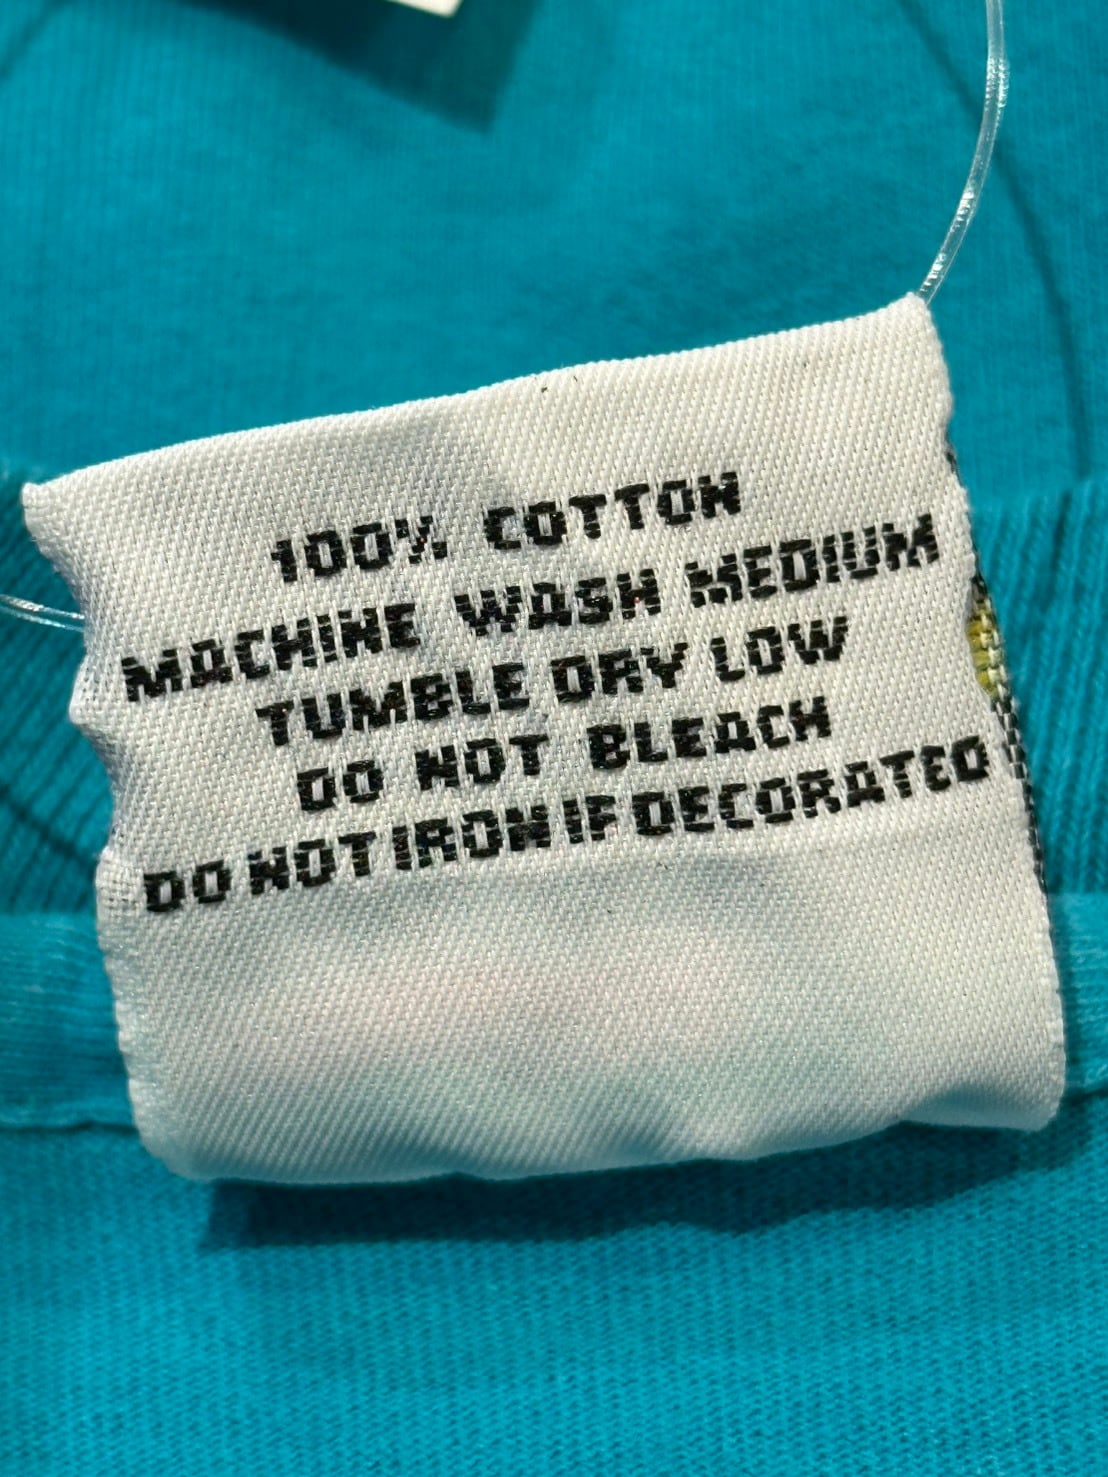 100% COTTON
MACHINE WASH MEDIUM
TUMBLE DRY LOW
DO NOT BLEACH
DO NOT IRON IF DECORATED